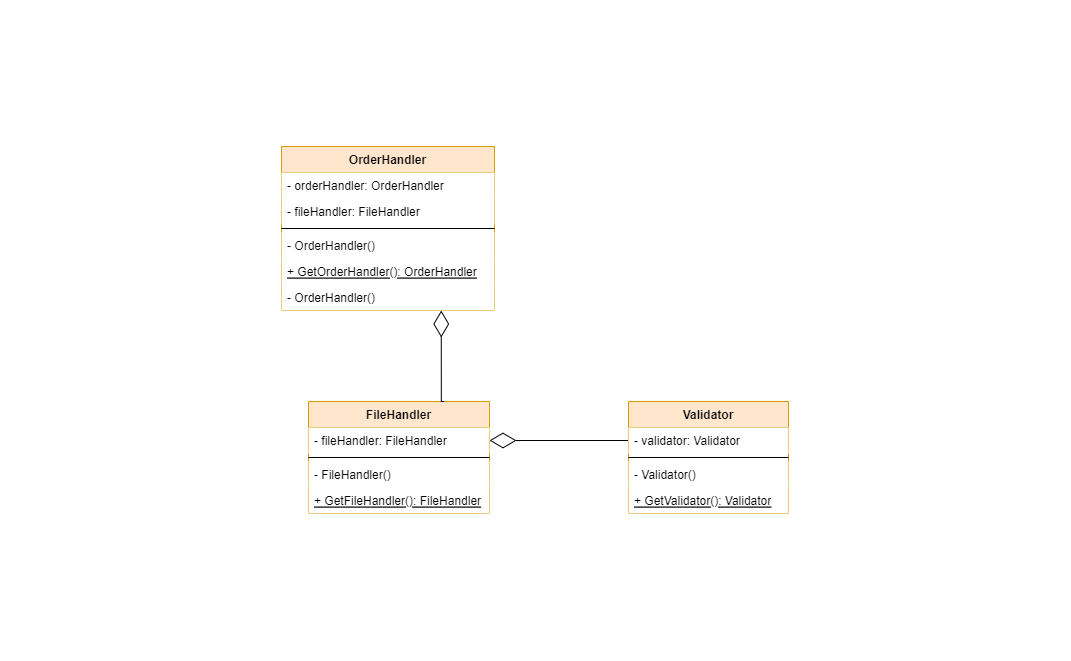 OrderHandler
- orderHandler: OrderHandler
- fileHandler: FileHandler
- OrderHandler()
+ GetOrderHandler(): OrderHandler
- OrderHandler()
FileHandler
- fileHandler: FileHandler
- FileHandler()
+ GetFileHandler(): FileHandler
Validator
- validator: Validator
- Validator()
+ GetValidator(): Validator